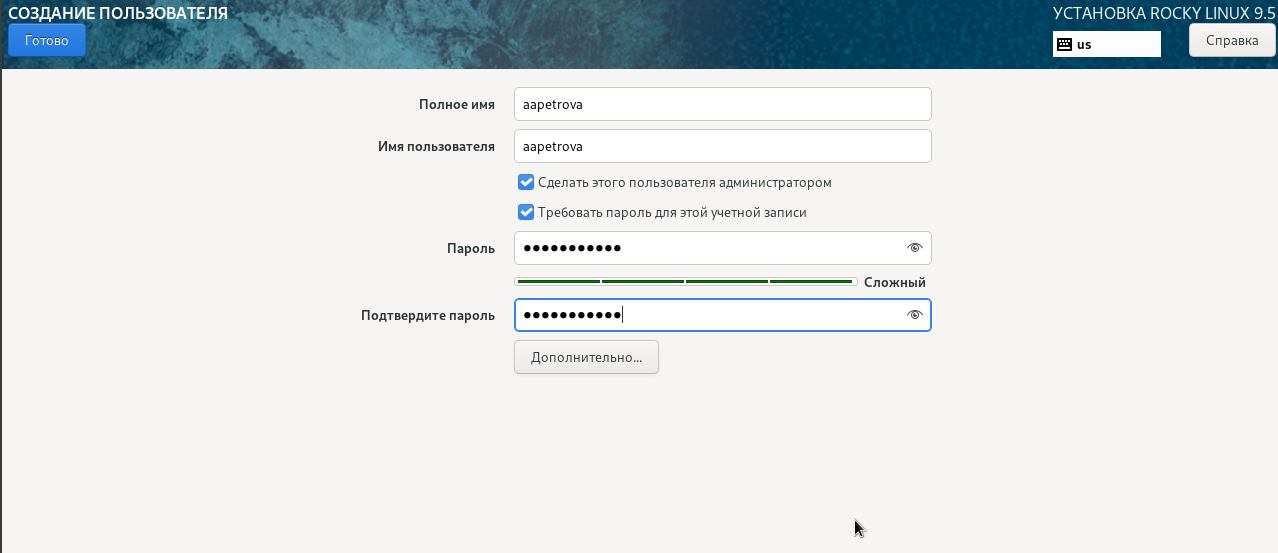 СОЗДАНИЕ ПОЛЬЗОВАТЕЛЯ
УСТАНОВКА ROCKY LINUX 9.5
Готово
us
Справка
Полное имя
aapetrova
Имя пользователя
aapetrova
Сделать этого пользователя администратором
Требовать пароль для этой учетной записи
Пароль
●●●●●●●●●●●
Сложный
Подтвердите пароль
●●●●●●●●●●●
Дополнительно...